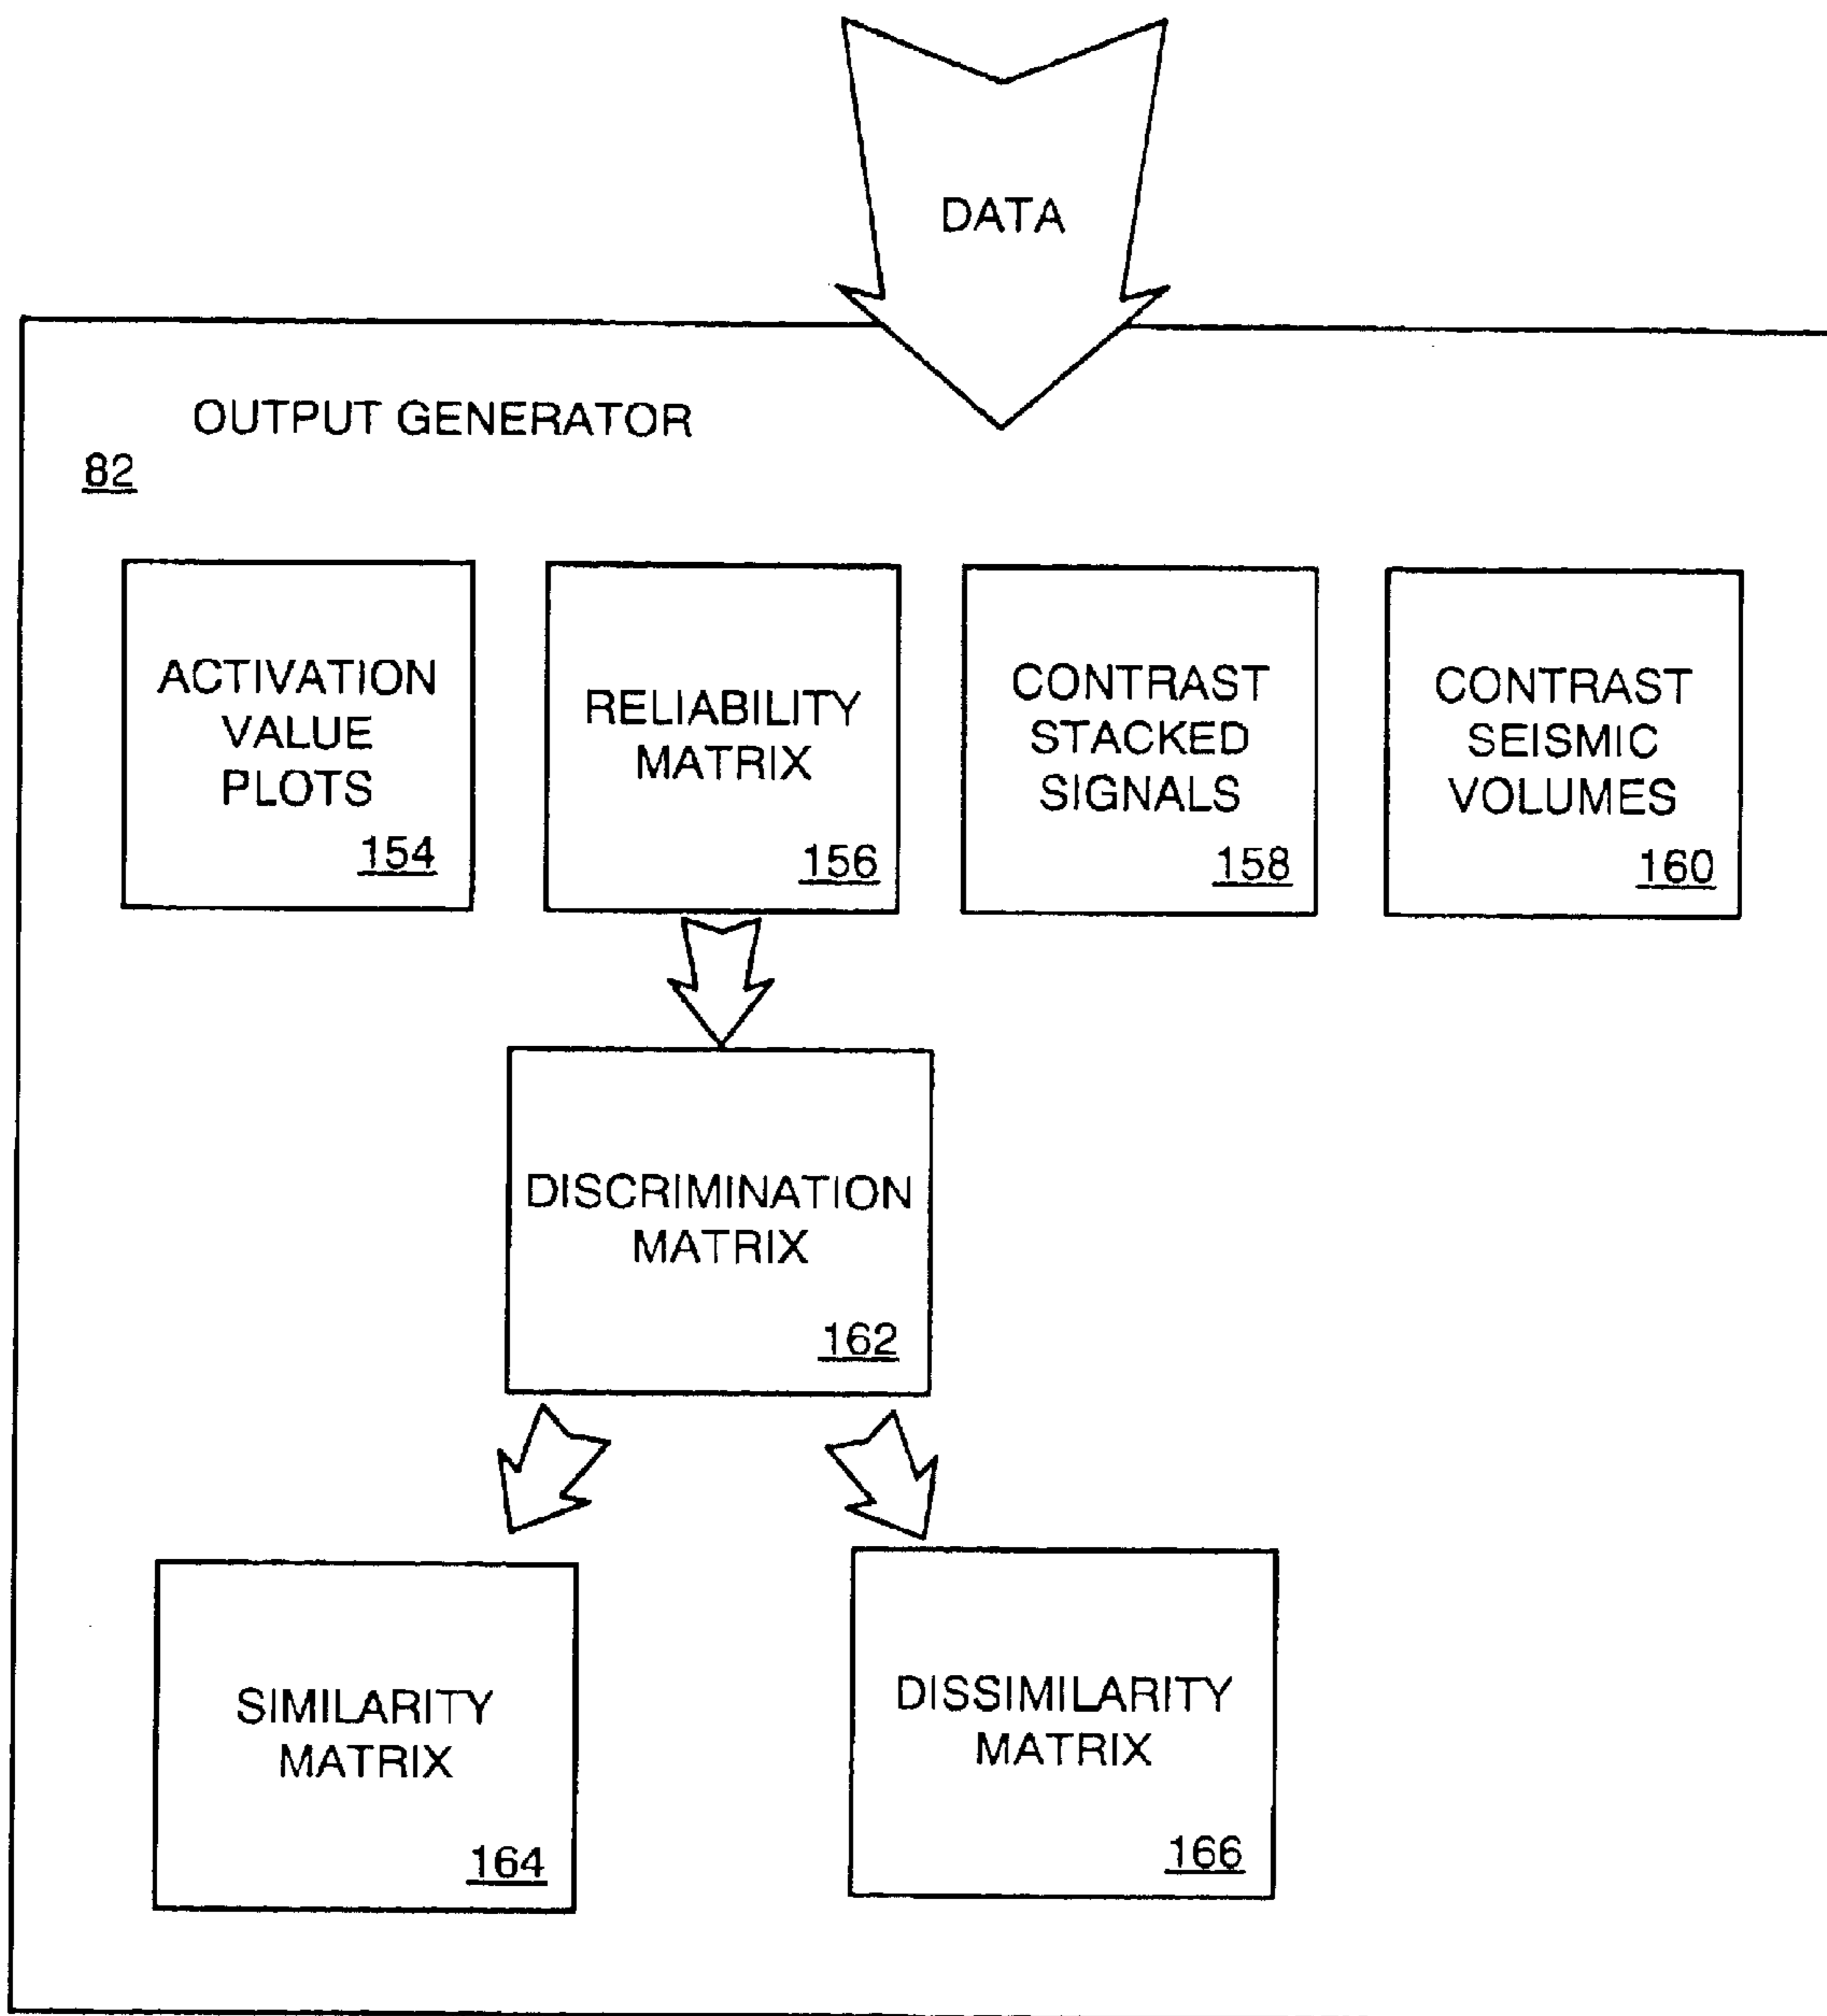 DATA
OUTPUT GENERATOR
82
ACTIVATION
VALUE
PLOTS
154
RELIABILITY
MATRIX
156
CONTRAST
STACKED
SIGNALS
158
CONTRAST
SEISMIC
VOLUMES
160
DISCRIMINATION
MATRIX
162
SIMILARITY
MATRIX
164
DISSIMILARITY
MATRIX
166